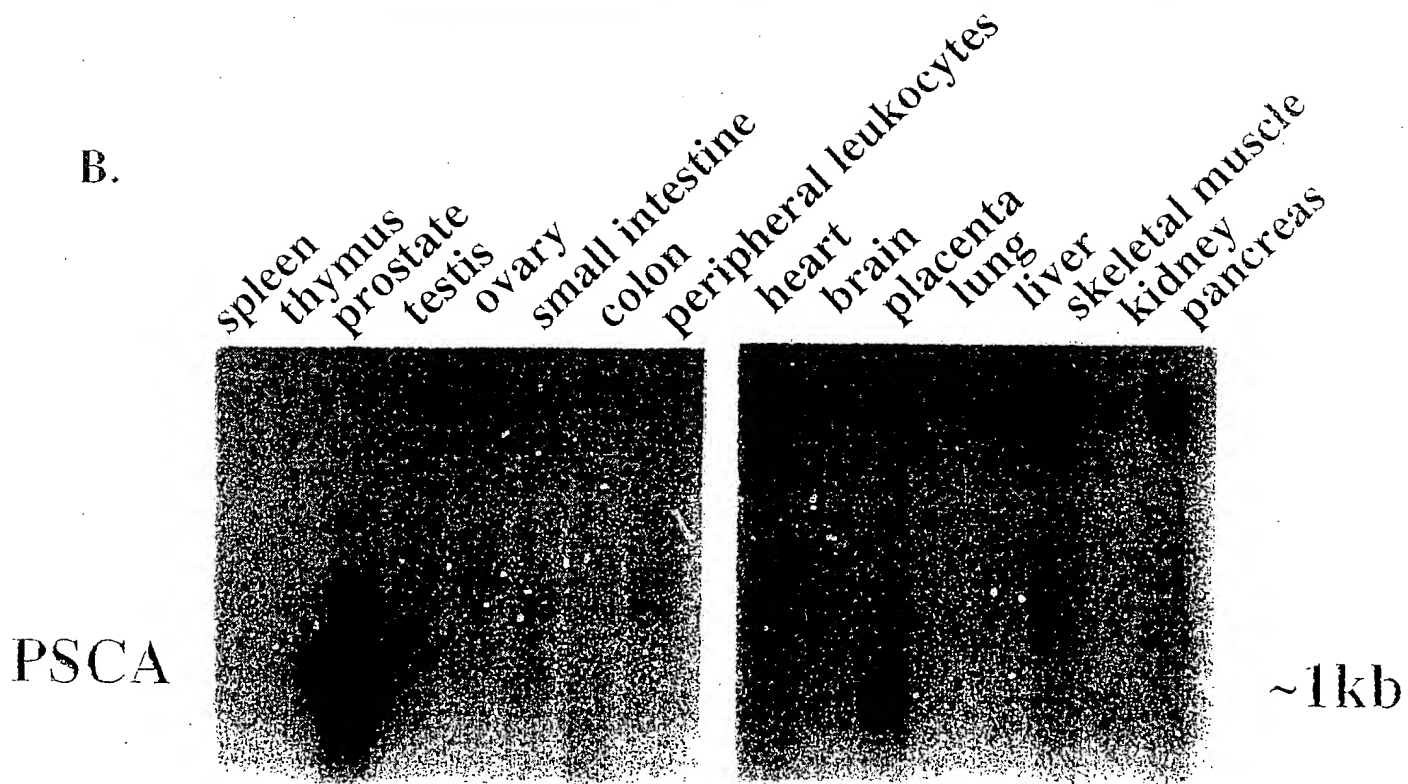 B.
spleen
thymus
prostate
testis
ovary
small intestine
colon
peripheral leukocytes
heart
brain
placenta
lung
liver
skeletal muscle
kidney
pancreas
PSCA
~1kb